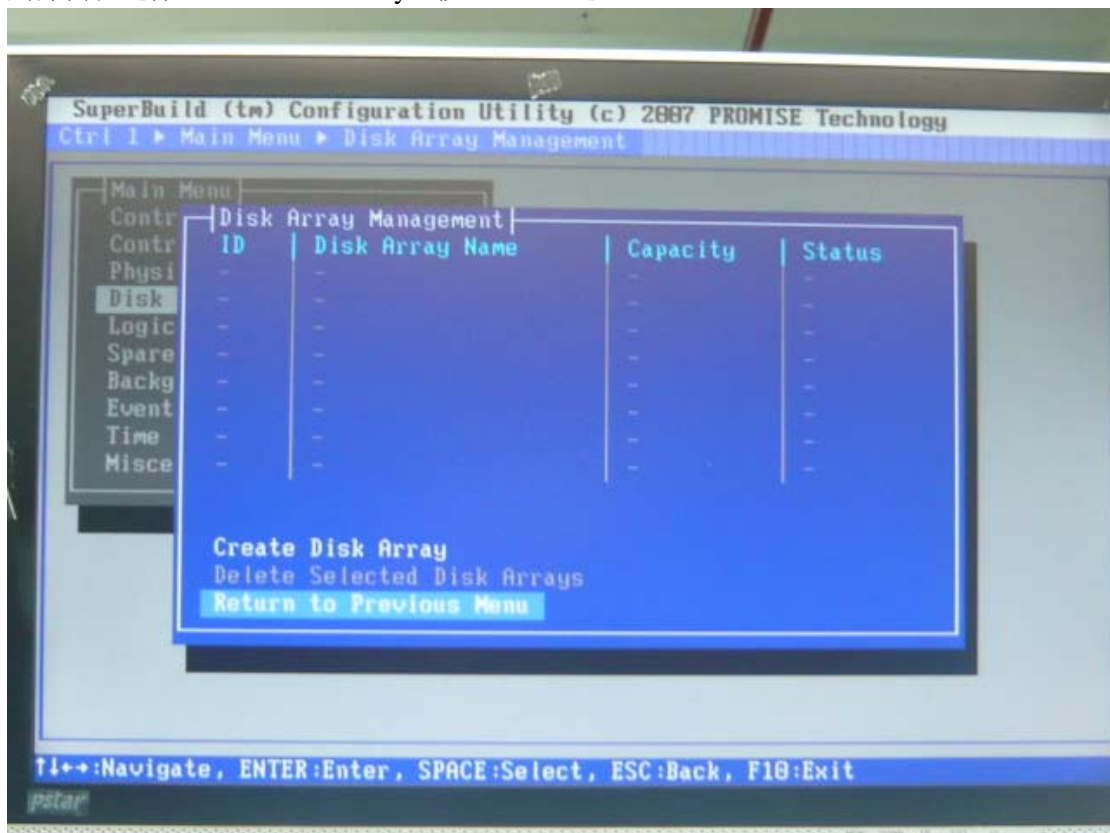 SuperBuild (tm) Configuration Utility (c) 2007 PROMISE Technology
Ctrl 1 ▶ Main Menu ▶ Disk Array Management
Main Menu
Contr
Contr
Physi
Disk
Logic
Spare
Backg
Event
Time
Misce
Disk Array Management
ID | Disk Array Name | Capacity | Status
- | - | - | -
- | - | - | -
- | - | - | -
- | - | - | -
- | - | - | -
- | - | - | -
- | - | - | -
- | - | - | -
Create Disk Array
Delete Selected Disk Arrays
Return to Previous Menu
↑↓←→:Navigate, ENTER:Enter, SPACE:Select, ESC:Back, F10:Exit
pstar